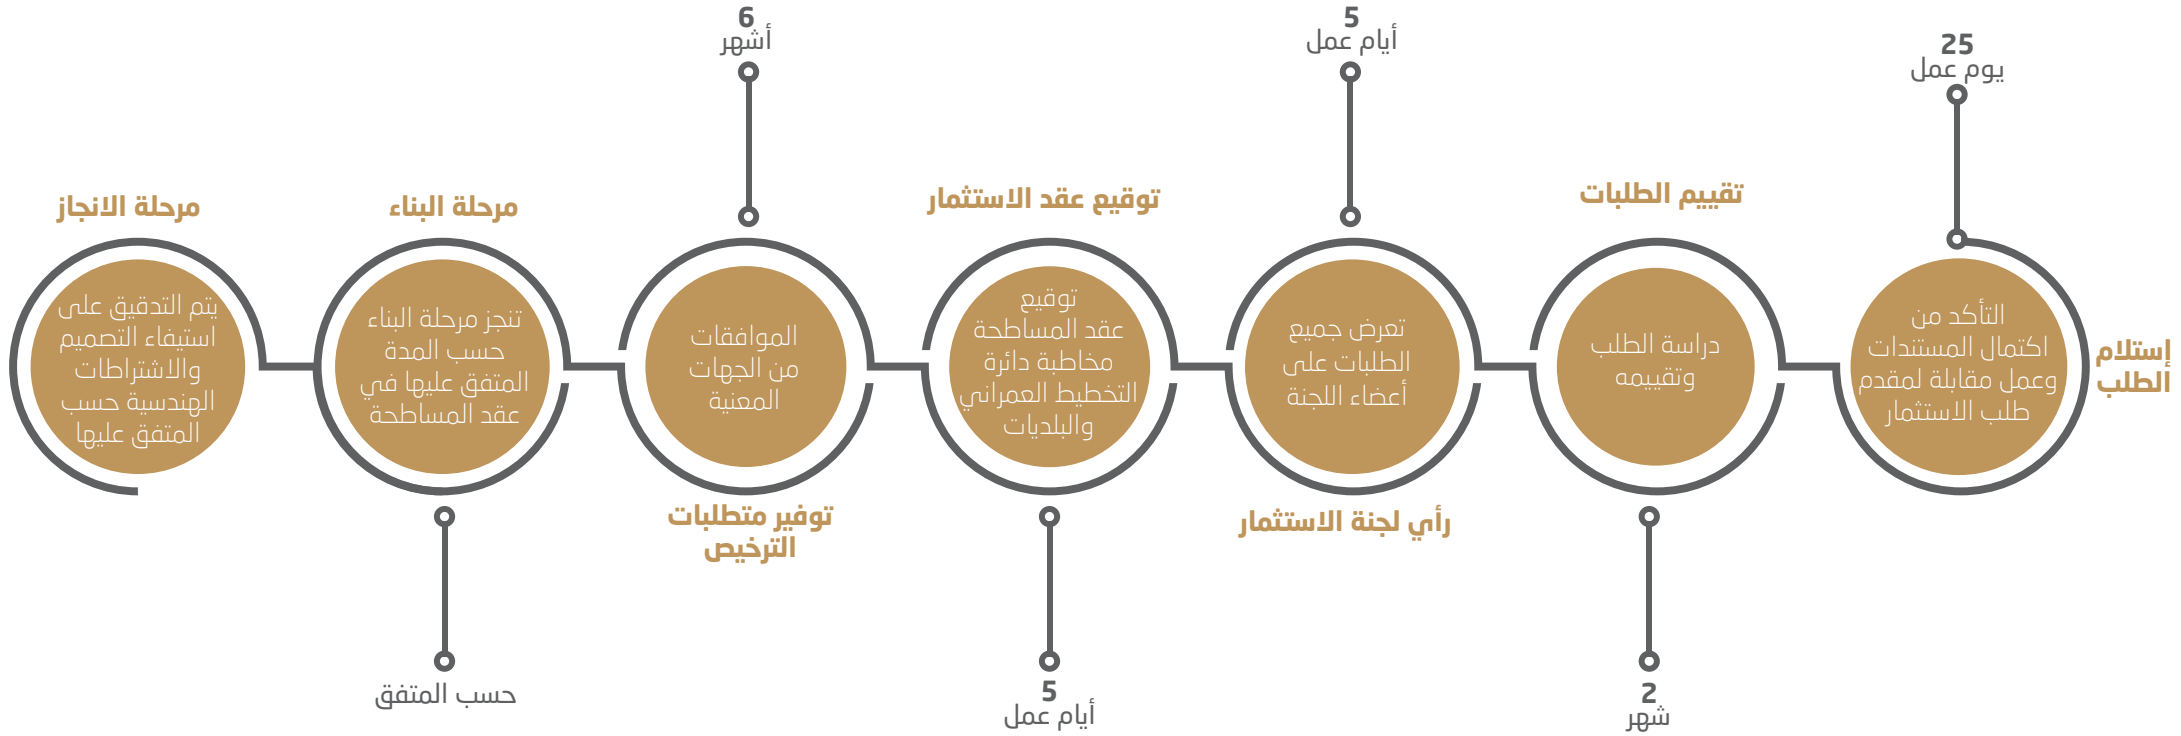 25
يوم عمل
إستلام
الطلب
التأكد من
اكتمال المستندات
وعمل مقابلة لمقدم
طلب الاستثمار
تقييم الطلبات
دراسة الطلب
وتقييمه
2
شهر
5
أيام عمل
تعرض جميع
الطلبات على
أعضاء اللجنة
رأي لجنة الاستثمار
توقيع عقد الاستثمار
توقيع
عقد المساطحة
مخاطبة دائرة
التخطيط العمراني
والبلديات
5
أيام عمل
6
أشهر
الموافقات
من الجهات
المعنية
توفير متطلبات
الترخيص
مرحلة البناء
تنجز مرحلة البناء
حسب المدة
المتفق عليها في
عقد المساطحة
حسب المتفق
مرحلة الانجاز
يتم التدقيق على
استيفاء التصميم
والاشتراطات
الهندسية حسب
المتفق عليها